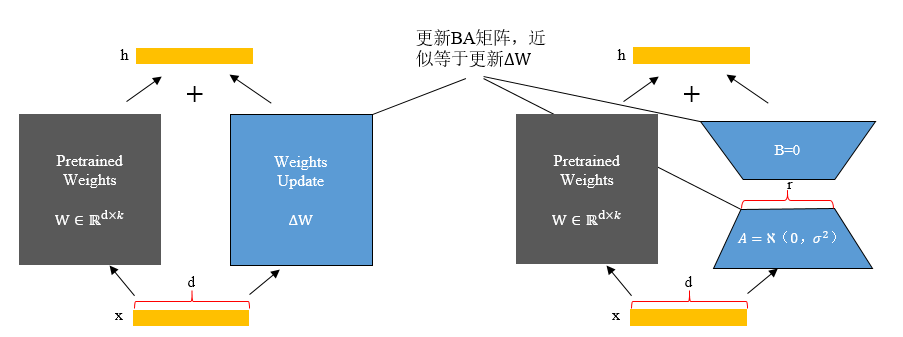 更新BA矩阵，近
似等于更新ΔW
h
+
Pretrained
Weights
W ∈ ℝ^{d×k}
Weights
Update
ΔW
d
x
h
+
Pretrained
Weights
W ∈ ℝ^{d×k}
B=0
r
A = ℵ（0，σ²）
d
x